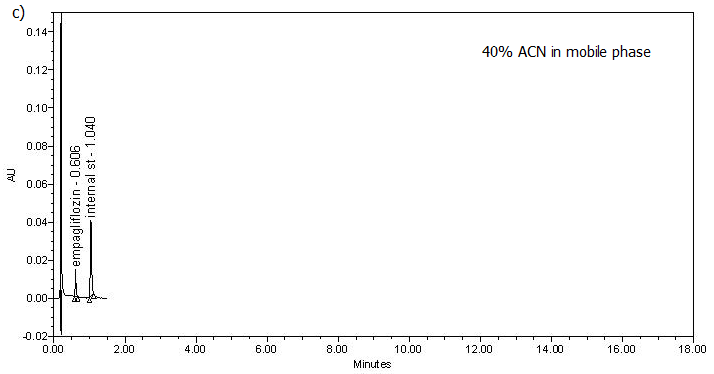 c)
40% ACN in mobile phase
0.14
0.12
0.10
0.08
0.06
0.04
0.02
0.00
-0.02
AU
empagliflozin - 0.606
internal st - 1.040
0.00 2.00 4.00 6.00 8.00 10.00 12.00 14.00 16.00 18.00
Minutes